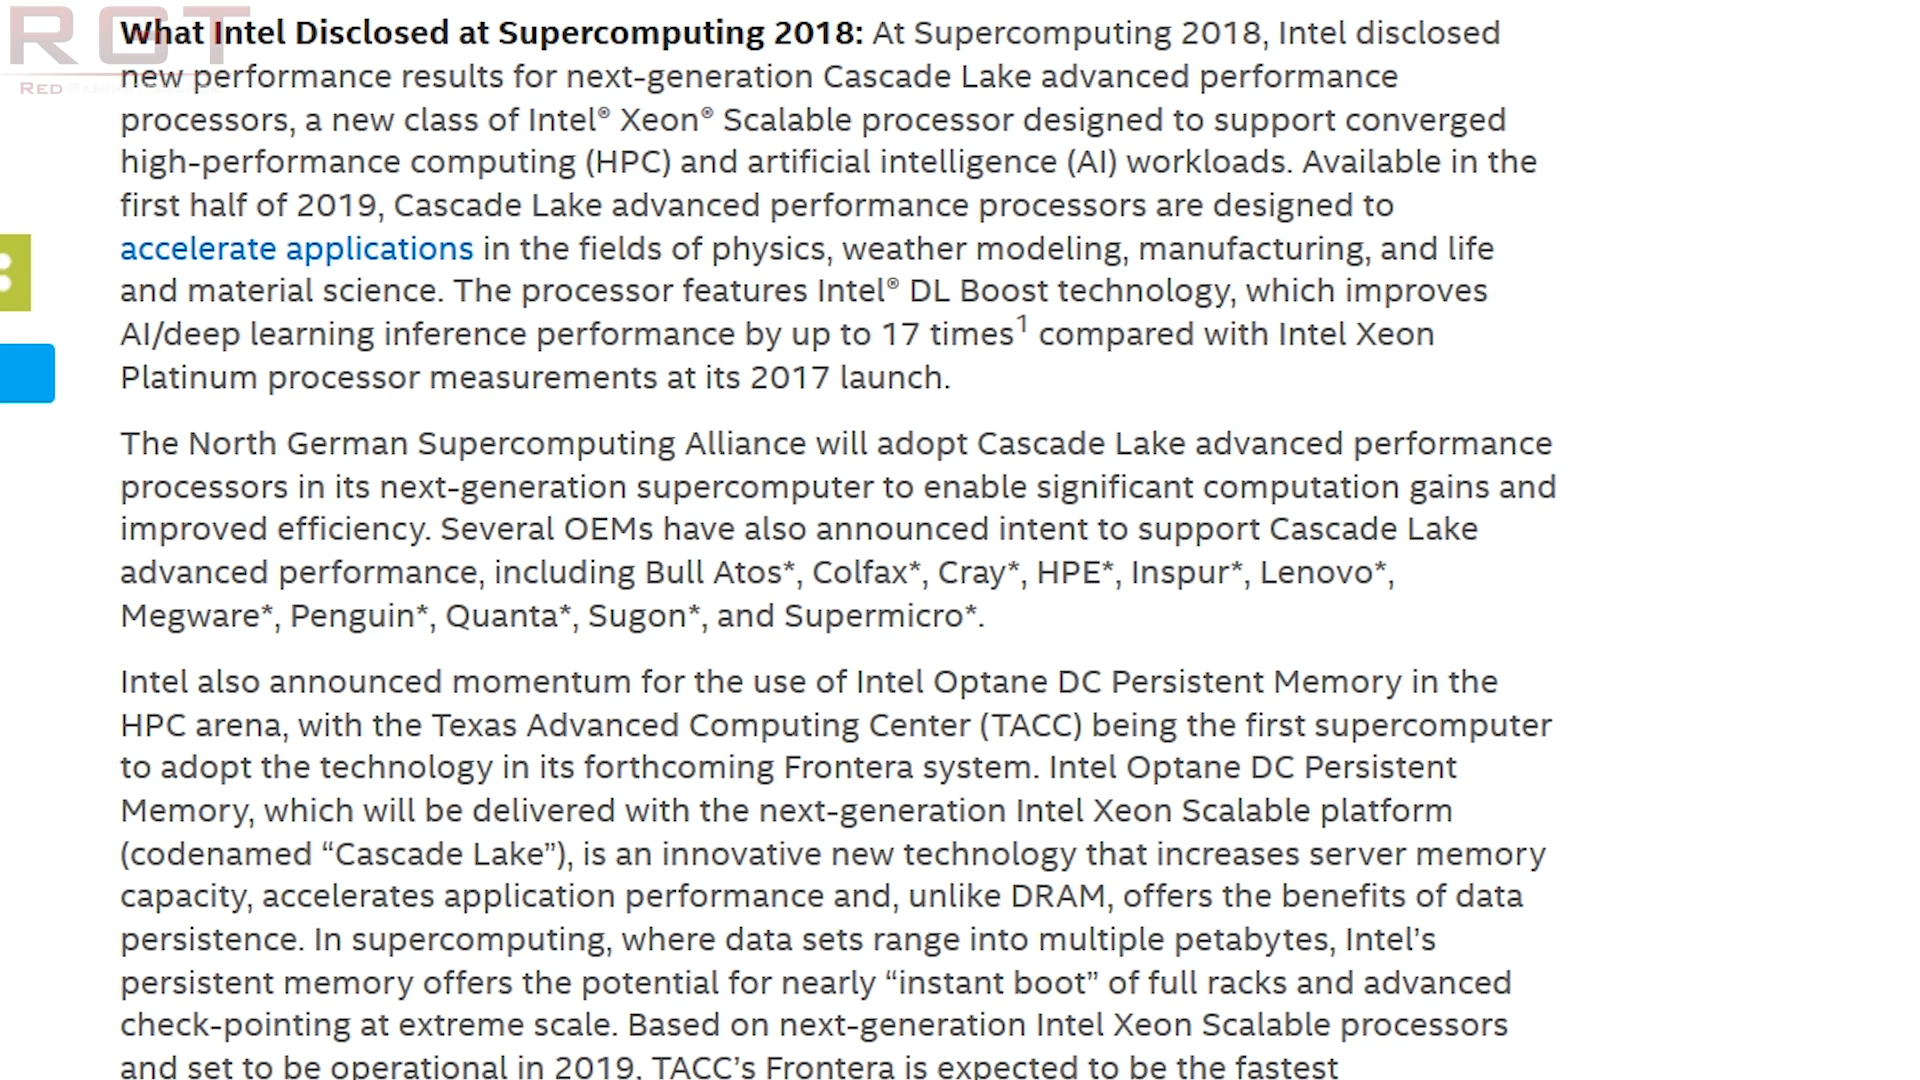 RGT
RED
What Intel Disclosed at Supercomputing 2018: At Supercomputing 2018, Intel disclosed
new performance results for next-generation Cascade Lake advanced performance
processors, a new class of Intel® Xeon® Scalable processor designed to support converged
high-performance computing (HPC) and artificial intelligence (AI) workloads. Available in the
first half of 2019, Cascade Lake advanced performance processors are designed to
accelerate applications in the fields of physics, weather modeling, manufacturing, and life
and material science. The processor features Intel® DL Boost technology, which improves
AI/deep learning inference performance by up to 17 times¹ compared with Intel Xeon
Platinum processor measurements at its 2017 launch.
The North German Supercomputing Alliance will adopt Cascade Lake advanced performance
processors in its next-generation supercomputer to enable significant computation gains and
improved efficiency. Several OEMs have also announced intent to support Cascade Lake
advanced performance, including Bull Atos*, Colfax*, Cray*, HPE*, Inspur*, Lenovo*,
Megware*, Penguin*, Quanta*, Sugon*, and Supermicro*.
Intel also announced momentum for the use of Intel Optane DC Persistent Memory in the
HPC arena, with the Texas Advanced Computing Center (TACC) being the first supercomputer
to adopt the technology in its forthcoming Frontera system. Intel Optane DC Persistent
Memory, which will be delivered with the next-generation Intel Xeon Scalable platform
(codenamed “Cascade Lake”), is an innovative new technology that increases server memory
capacity, accelerates application performance and, unlike DRAM, offers the benefits of data
persistence. In supercomputing, where data sets range into multiple petabytes, Intel’s
persistent memory offers the potential for nearly “instant boot” of full racks and advanced
check-pointing at extreme scale. Based on next-generation Intel Xeon Scalable processors
and set to be operational in 2019, TACC’s Frontera is expected to be the fastest